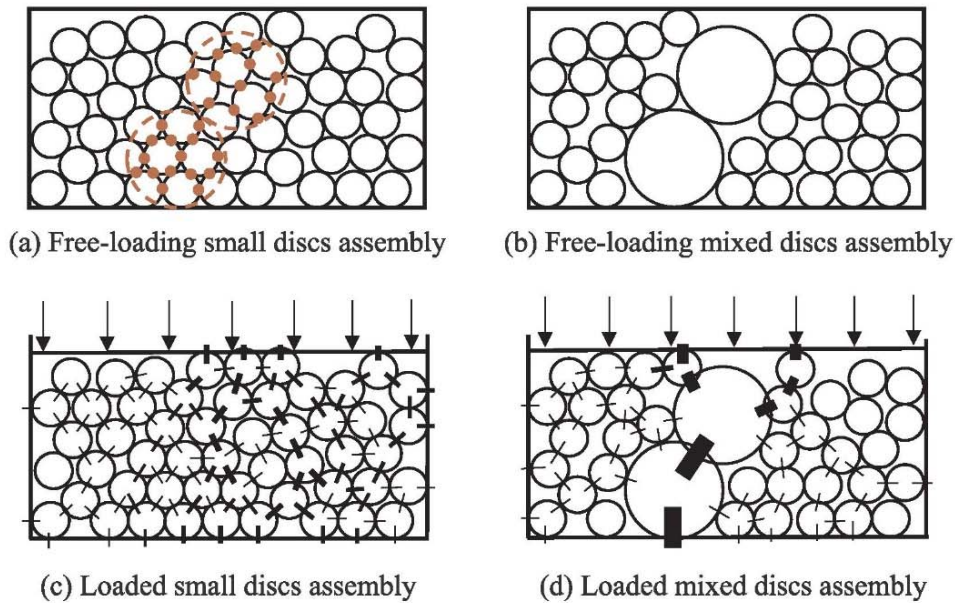 (a) Free-loading small discs assembly
(b) Free-loading mixed discs assembly
(c) Loaded small discs assembly
(d) Loaded mixed discs assembly